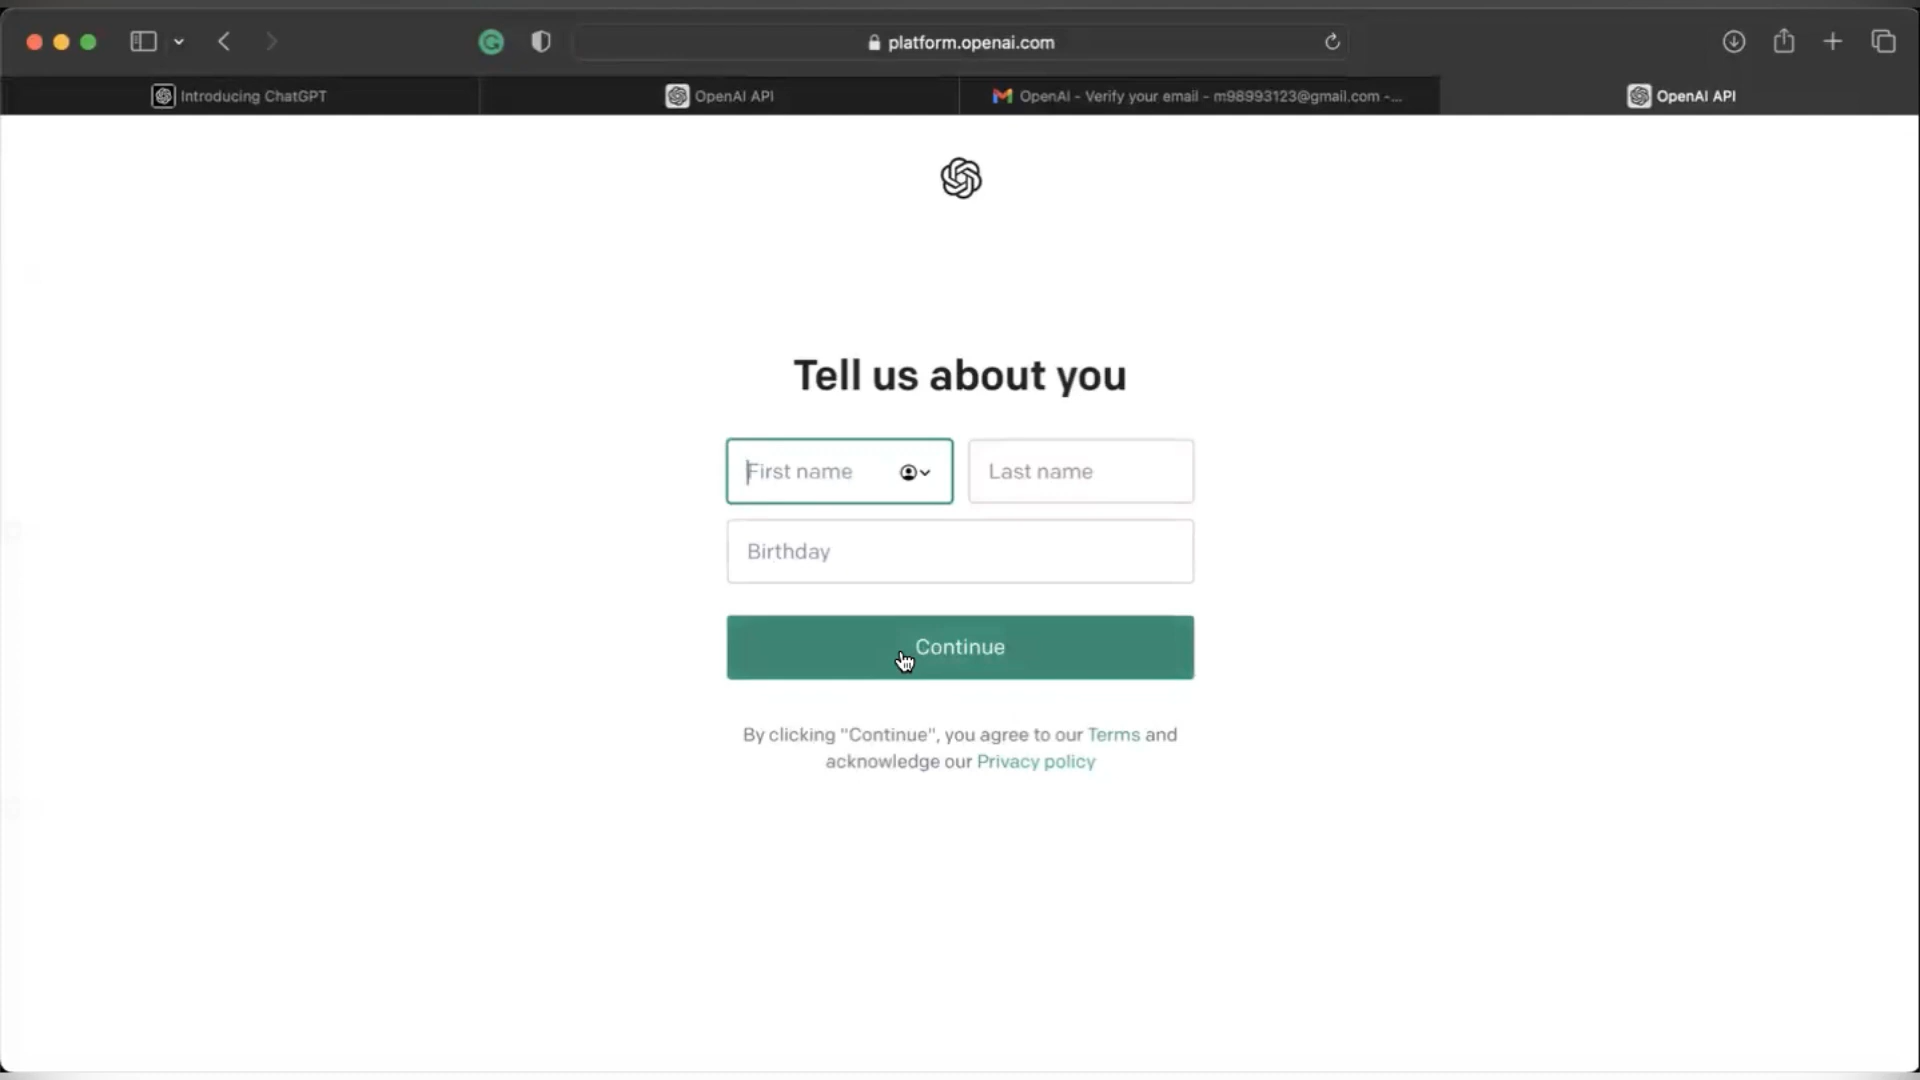 platform.openai.com
Introducing ChatGPT
OpenAI API
OpenAI - Verify your email - m98993123@gmail.com -...
OpenAI API
Tell us about you
First name
Last name
Birthday
Continue
By clicking "Continue", you agree to our Terms and
acknowledge our Privacy policy